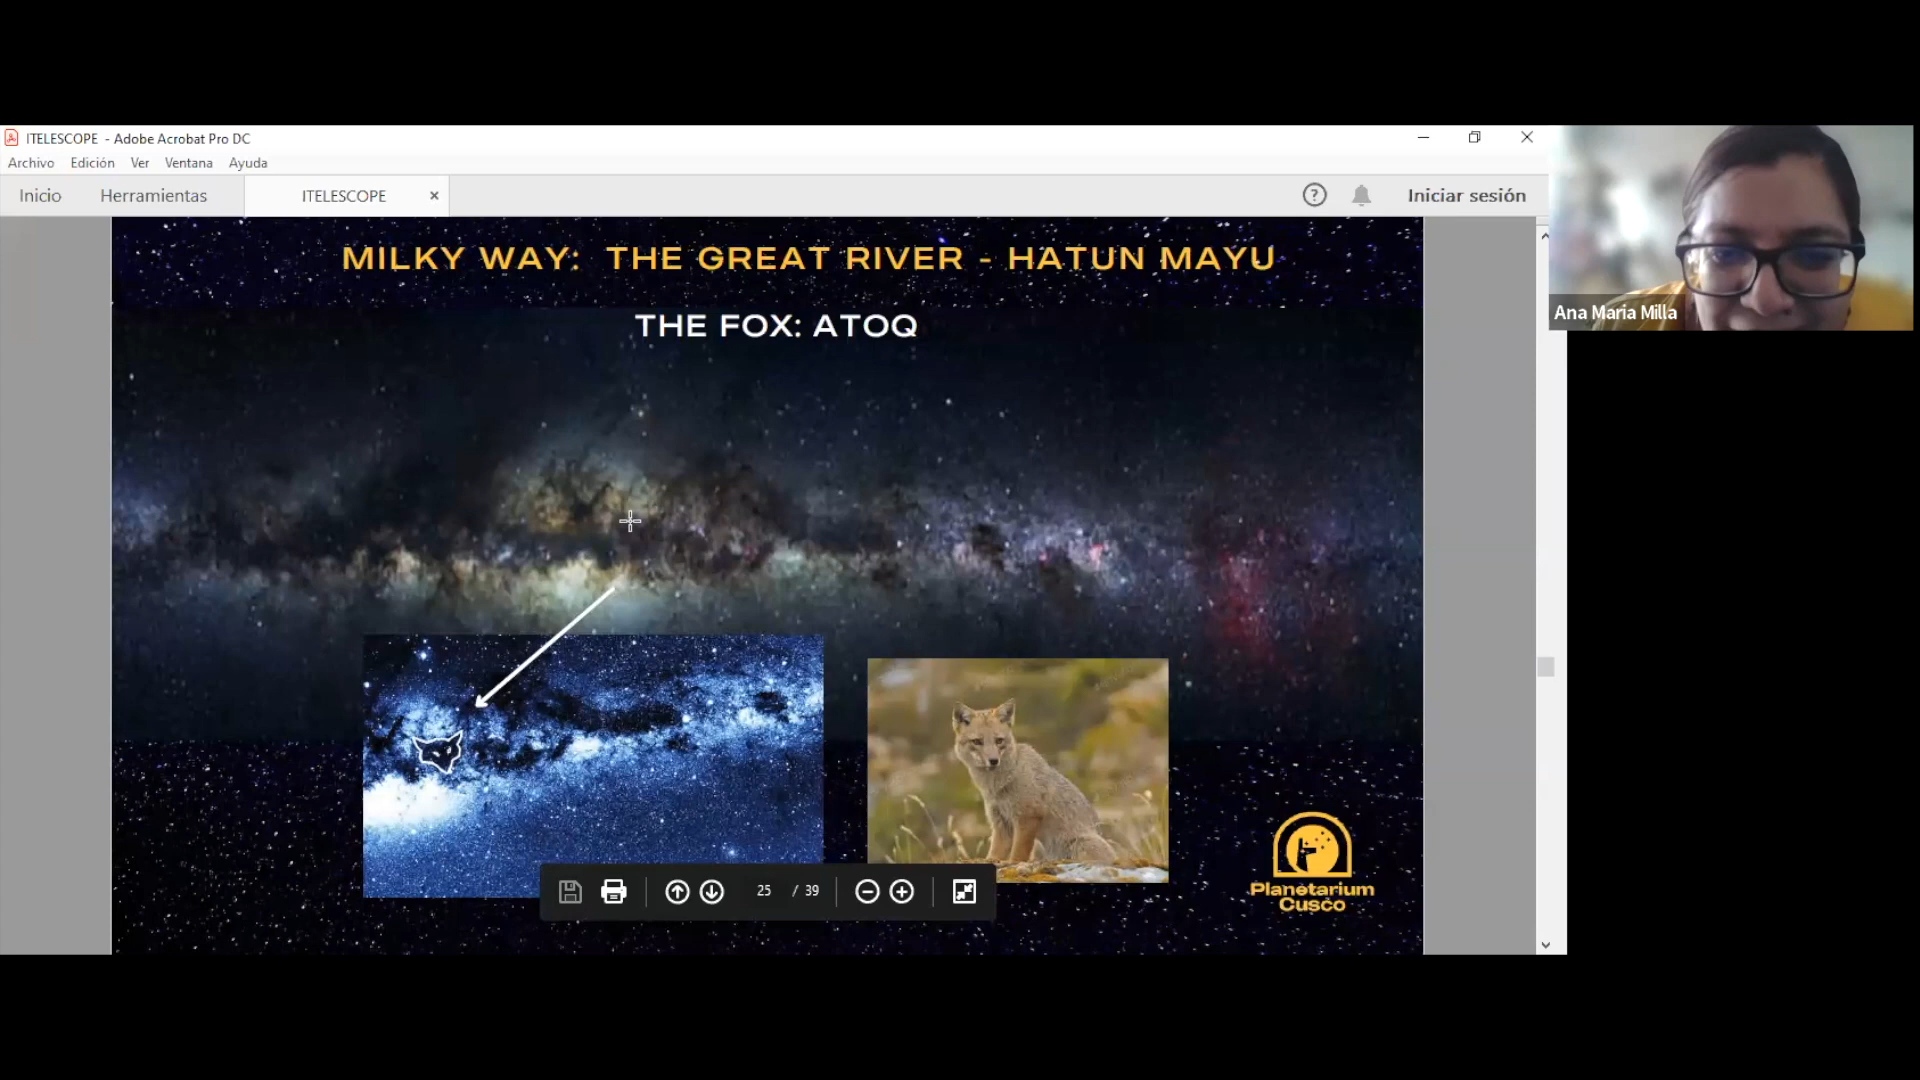 ITELESCOPE - Adobe Acrobat Pro DC
Archivo Edición Ver Ventana Ayuda
Inicio Herramientas ITELESCOPE Iniciar sesión
MILKY WAY: THE GREAT RIVER - HATUN MAYU
THE FOX: ATOQ
Ana Maria Milla
Planetarium
Cusco
25 / 39